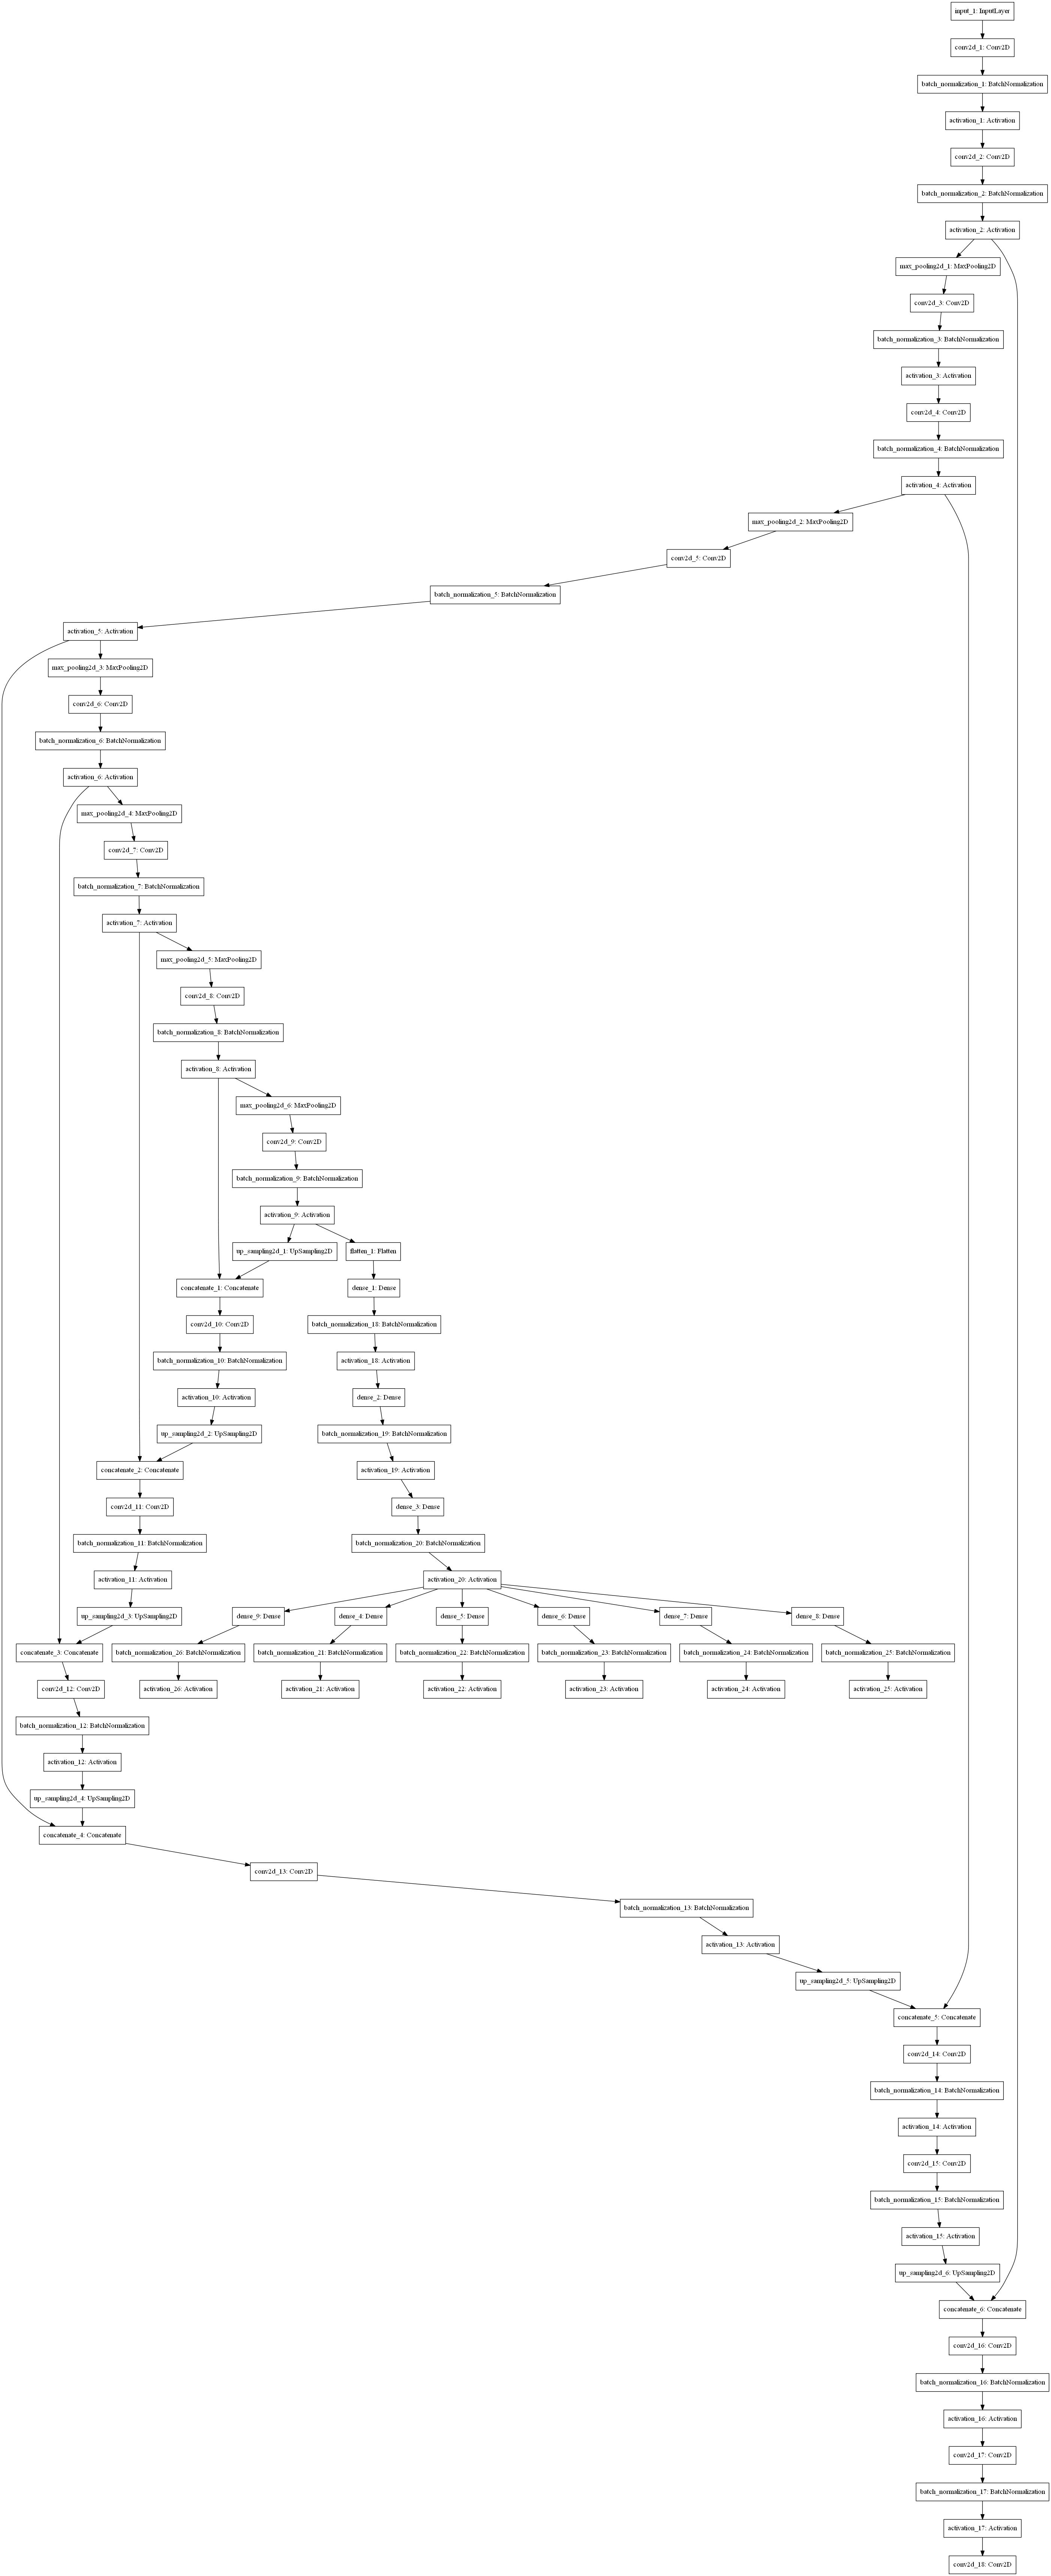 input_1: InputLayer
conv2d_1: Conv2D
batch_normalization_1: BatchNormalization
activation_1: Activation
conv2d_2: Conv2D
batch_normalization_2: BatchNormalization
activation_2: Activation
max_pooling2d_1: MaxPooling2D
conv2d_3: Conv2D
batch_normalization_3: BatchNormalization
activation_3: Activation
conv2d_4: Conv2D
batch_normalization_4: BatchNormalization
activation_4: Activation
max_pooling2d_2: MaxPooling2D
conv2d_5: Conv2D
batch_normalization_5: BatchNormalization
activation_5: Activation
max_pooling2d_3: MaxPooling2D
conv2d_6: Conv2D
batch_normalization_6: BatchNormalization
activation_6: Activation
max_pooling2d_4: MaxPooling2D
conv2d_7: Conv2D
batch_normalization_7: BatchNormalization
activation_7: Activation
max_pooling2d_5: MaxPooling2D
conv2d_8: Conv2D
batch_normalization_8: BatchNormalization
activation_8: Activation
max_pooling2d_6: MaxPooling2D
conv2d_9: Conv2D
batch_normalization_9: BatchNormalization
activation_9: Activation
up_sampling2d_1: UpSampling2D
flatten_1: Flatten
concatenate_1: Concatenate
dense_1: Dense
conv2d_10: Conv2D
batch_normalization_18: BatchNormalization
batch_normalization_10: BatchNormalization
activation_18: Activation
activation_10: Activation
dense_2: Dense
up_sampling2d_2: UpSampling2D
batch_normalization_19: BatchNormalization
concatenate_2: Concatenate
activation_19: Activation
conv2d_11: Conv2D
dense_3: Dense
batch_normalization_11: BatchNormalization
batch_normalization_20: BatchNormalization
activation_11: Activation
activation_20: Activation
up_sampling2d_3: UpSampling2D
dense_9: Dense
dense_4: Dense
dense_5: Dense
dense_6: Dense
dense_7: Dense
dense_8: Dense
concatenate_3: Concatenate
batch_normalization_26: BatchNormalization
batch_normalization_21: BatchNormalization
batch_normalization_22: BatchNormalization
batch_normalization_23: BatchNormalization
batch_normalization_24: BatchNormalization
batch_normalization_25: BatchNormalization
conv2d_12: Conv2D
activation_26: Activation
activation_21: Activation
activation_22: Activation
activation_23: Activation
activation_24: Activation
activation_25: Activation
batch_normalization_12: BatchNormalization
activation_12: Activation
up_sampling2d_4: UpSampling2D
concatenate_4: Concatenate
conv2d_13: Conv2D
batch_normalization_13: BatchNormalization
activation_13: Activation
up_sampling2d_5: UpSampling2D
concatenate_5: Concatenate
conv2d_14: Conv2D
batch_normalization_14: BatchNormalization
activation_14: Activation
conv2d_15: Conv2D
batch_normalization_15: BatchNormalization
activation_15: Activation
up_sampling2d_6: UpSampling2D
concatenate_6: Concatenate
conv2d_16: Conv2D
batch_normalization_16: BatchNormalization
activation_16: Activation
conv2d_17: Conv2D
batch_normalization_17: BatchNormalization
activation_17: Activation
conv2d_18: Conv2D